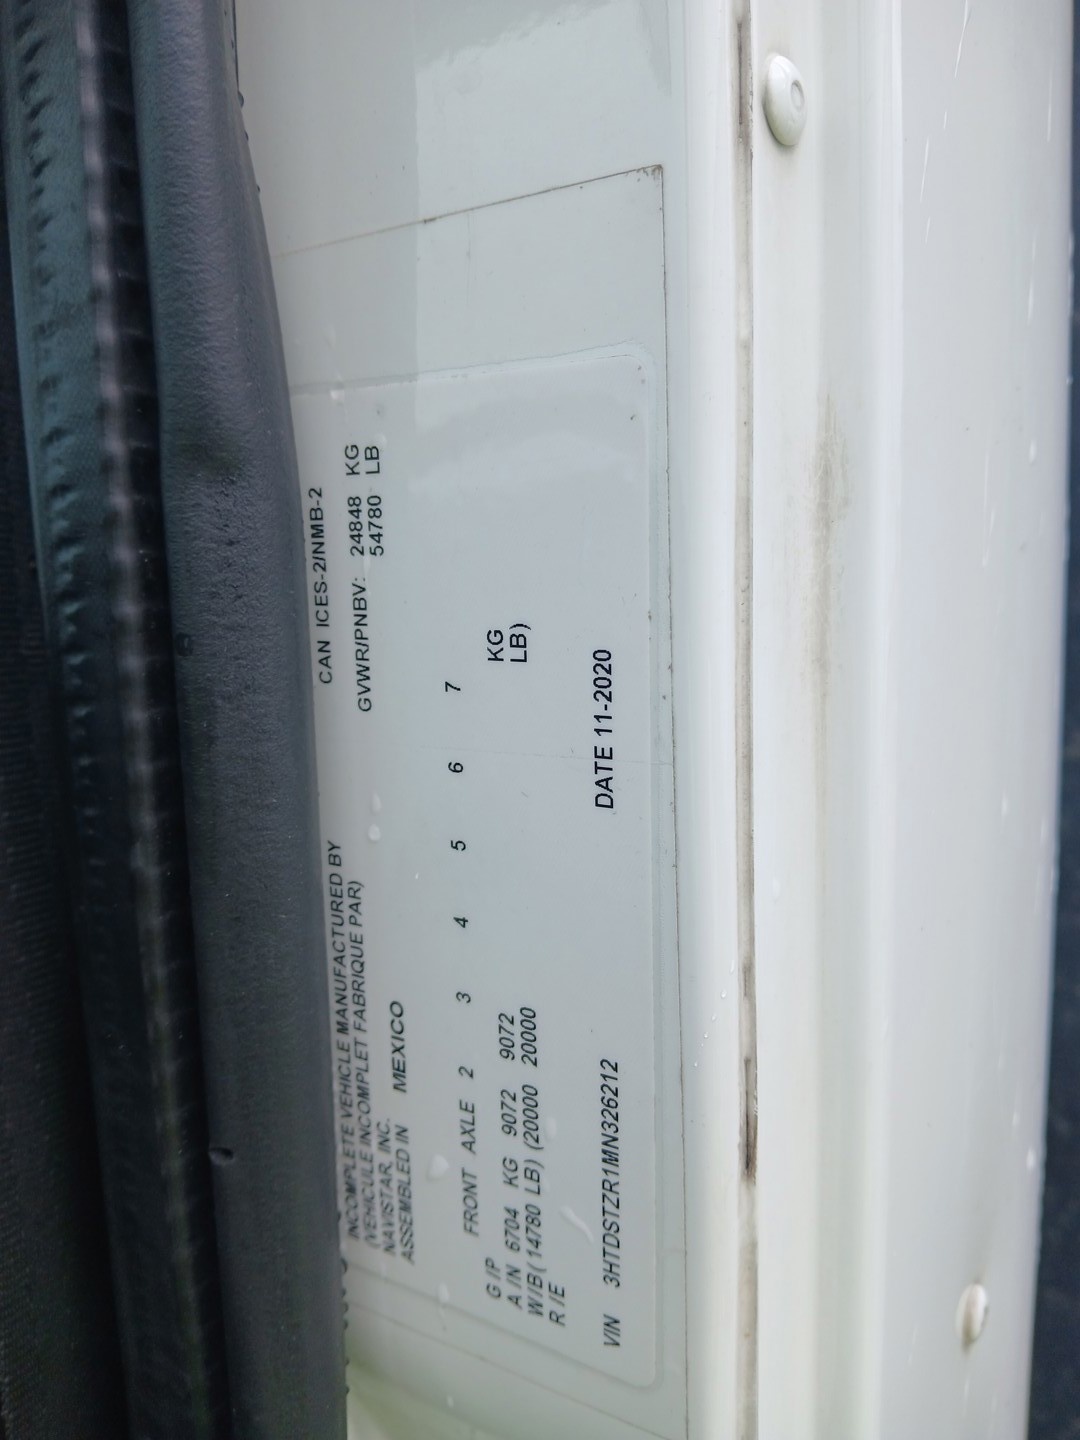 CAN ICES-2/NMB-2
INCOMPLETE VEHICLE MANUFACTURED BY
(VEHICULE INCOMPLET FABRIQUE PAR)
NAVISTAR, INC.
ASSEMBLED IN MEXICO
GVWR/PNBV: 24848 KG
54780 LB
FRONT AXLE 2 3 4 5 6 7
G /P
A /N 6704 KG 9072 9072 KG
W/B( 14780 LB) (20000 20000 LB)
R /E
VIN 3HTDSTZR1MN326212 DATE 11-2020